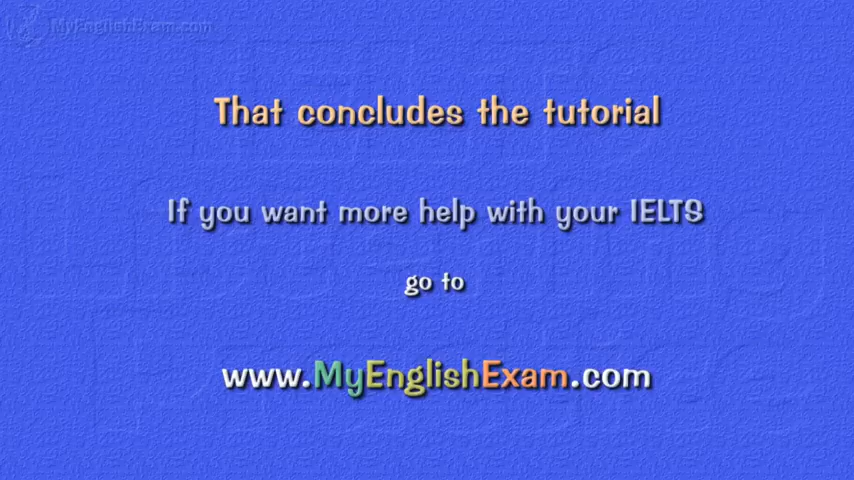 MyEnglishExam.com
That concludes the tutorial
If you want more help with your IELTS
go to
www.MyEnglishExam.com